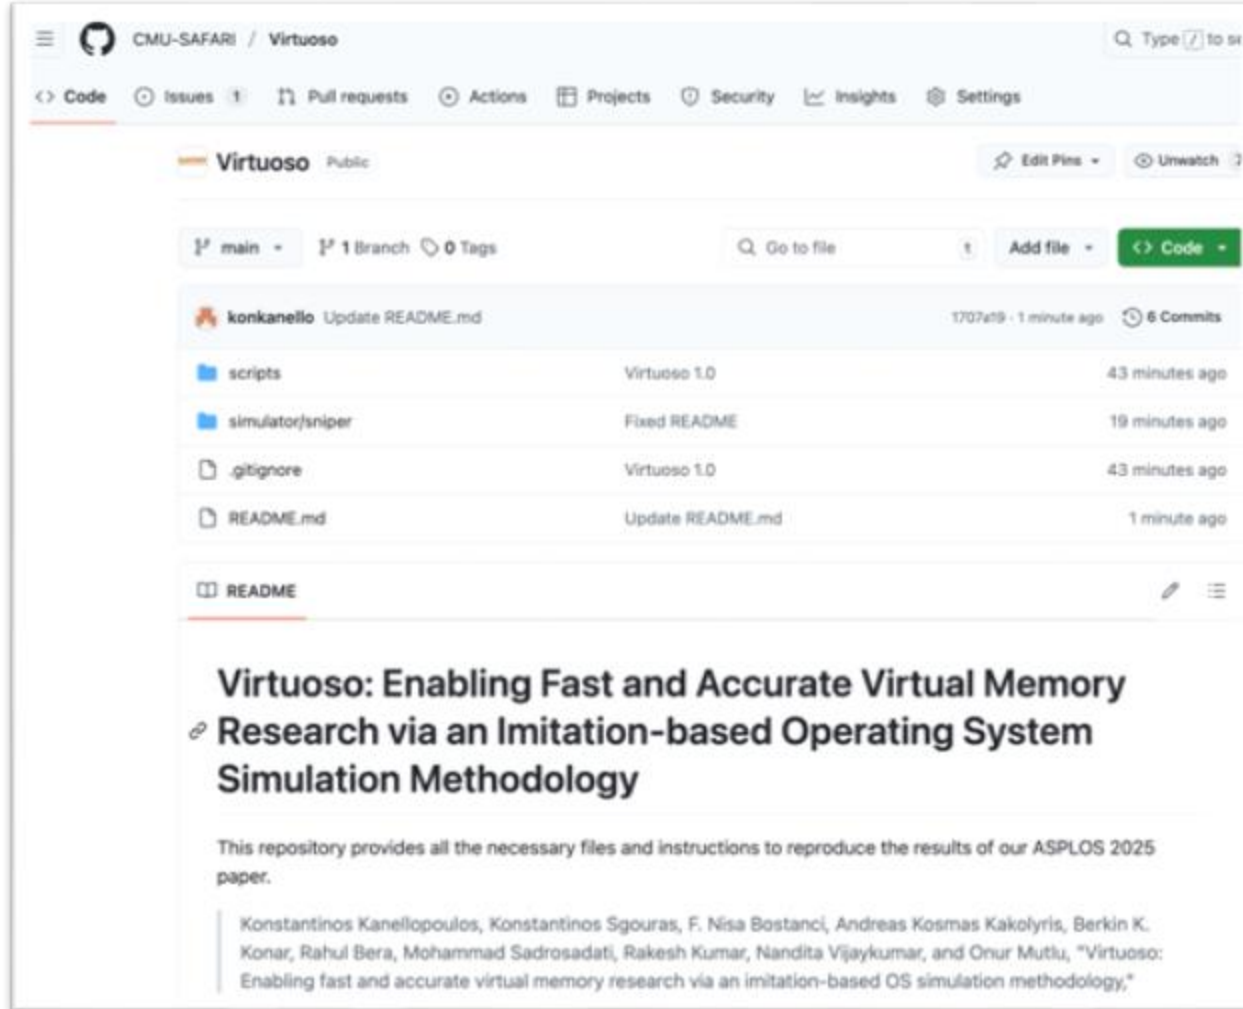 CMU-SAFARI / Virtuoso
Type / to
Code Issues 1 Pull requests Actions Projects Security Insights Settings
Virtuoso Public Edit Pins Unwatch
main 1 Branch 0 Tags Go to file t Add file Code
konkanello Update README.md 1 minute ago 6 Commits
scripts Virtuoso 1.0 43 minutes ago
simulator/sniper Fixed README 19 minutes ago
.gitignore Virtuoso 1.0 43 minutes ago
README.md Update README.md 1 minute ago
README
Virtuoso: Enabling Fast and Accurate Virtual Memory
Research via an Imitation-based Operating System
Simulation Methodology
This repository provides all the necessary files and instructions to reproduce the results of our ASPLOS 2025
paper.
Konstantinos Kanellopoulos, Konstantinos Sgouras, F. Nisa Bostanci, Andreas Kosmas Kakolyris, Berkin K.
Konar, Rahul Bera, Mohammad Sadrosadati, Rakesh Kumar, Nandita Vijaykumar, and Onur Mutlu, "Virtuoso:
Enabling fast and accurate virtual memory research via an imitation-based OS simulation methodology,"